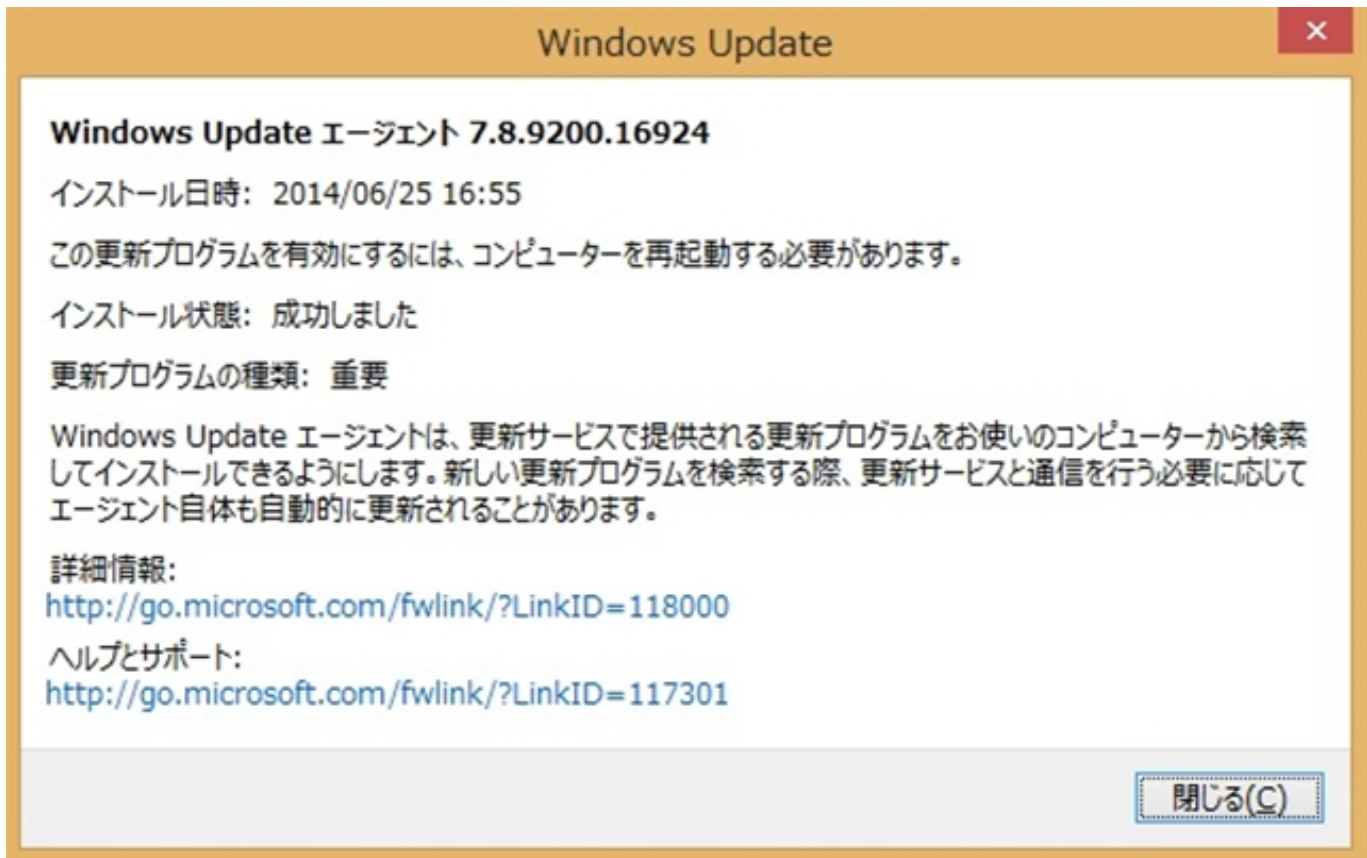 Windows Update
Windows Update エージェント 7.8.9200.16924
インストール日時: 2014/06/25 16:55
この更新プログラムを有効にするには、コンピューターを再起動する必要があります。
インストール状態: 成功しました
更新プログラムの種類: 重要
Windows Update エージェントは、更新サービスで提供される更新プログラムをお使いのコンピューターから検索
してインストールできるようにします。新しい更新プログラムを検索する際、更新サービスと通信を行う必要に応じて
エージェント自体も自動的に更新されることがあります。
詳細情報:
http://go.microsoft.com/fwlink/?LinkID=118000
ヘルプとサポート:
http://go.microsoft.com/fwlink/?LinkID=117301
閉じる(C)